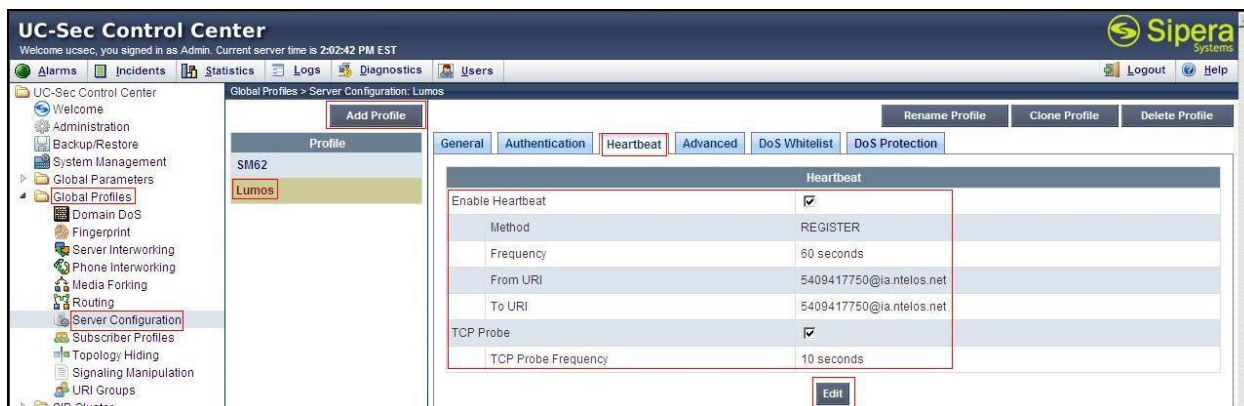 UC-Sec Control Center
Welcome ucsec, you signed in as Admin. Current server time is 2:02:42 PM EST
Sipera
Systems
Alarms Incidents Statistics Logs Diagnostics Users Logout Help
UC-Sec Control Center
Welcome
Administration
Backup/Restore
System Management
Global Parameters
Global Profiles
Domain DoS
Fingerprint
Server Interworking
Phone Interworking
Media Forking
Routing
Server Configuration
Subscriber Profiles
Topology Hiding
Signaling Manipulation
URI Groups
SIP Cluster
Global Profiles > Server Configuration: Lumos
Add Profile
Rename Profile Clone Profile Delete Profile
Profile
SM62
Lumos
General Authentication Heartbeat Advanced DoS Whitelist DoS Protection
Heartbeat
Enable Heartbeat
Method REGISTER
Frequency 60 seconds
From URI 5409417750@ia.ntelos.net
To URI 5409417750@ia.ntelos.net
TCP Probe
TCP Probe Frequency 10 seconds
Edit